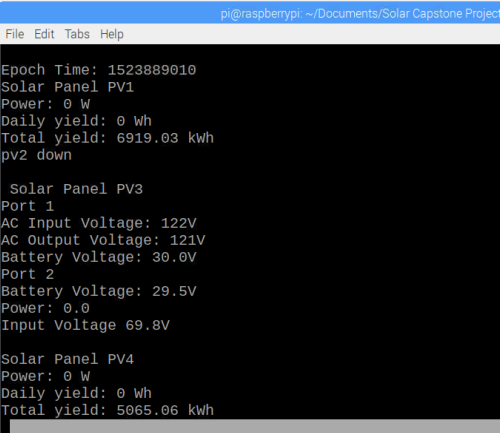 pi@raspberrypi: ~/Documents/Solar Capstone Project
File Edit Tabs Help
Epoch Time: 1523889010
Solar Panel PV1
Power: 0 W
Daily yield: 0 Wh
Total yield: 6919.03 kWh
pv2 down
Solar Panel PV3
Port 1
AC Input Voltage: 122V
AC Output Voltage: 121V
Battery Voltage: 30.0V
Port 2
Battery Voltage: 29.5V
Power: 0.0
Input Voltage 69.8V
Solar Panel PV4
Power: 0 W
Daily yield: 0 Wh
Total yield: 5065.06 kWh